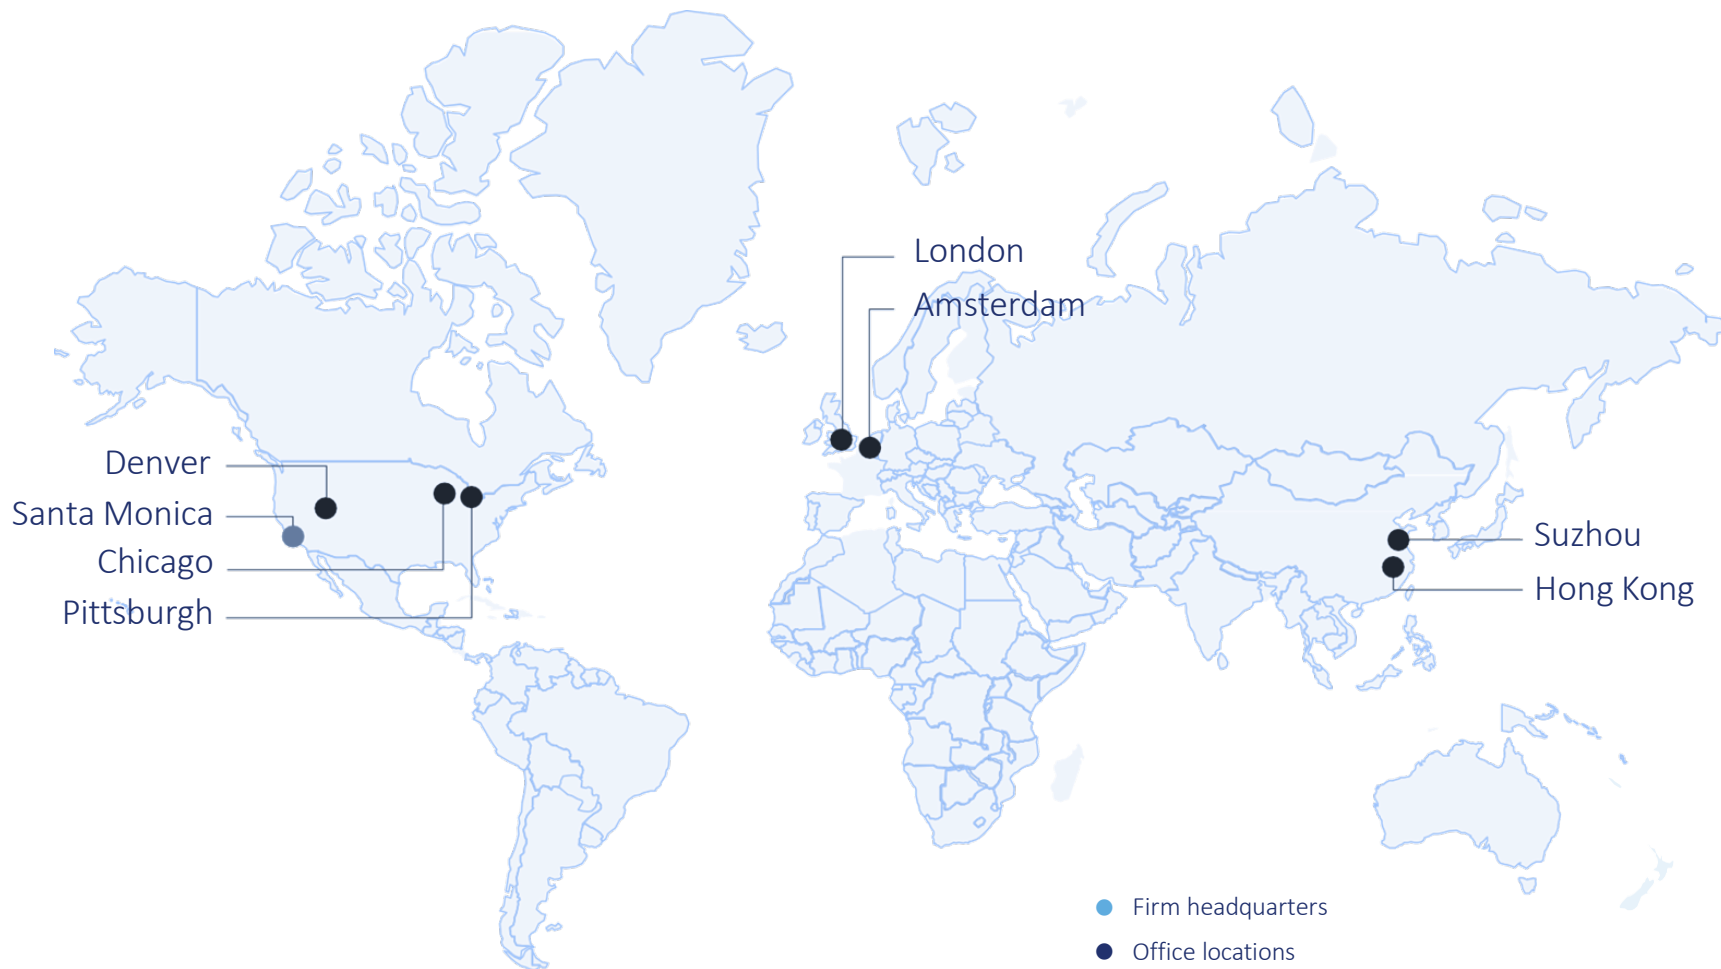 London
Amsterdam
Denver
Santa Monica
Chicago
Pittsburgh
Suzhou
Hong Kong
Firm headquarters
Office locations